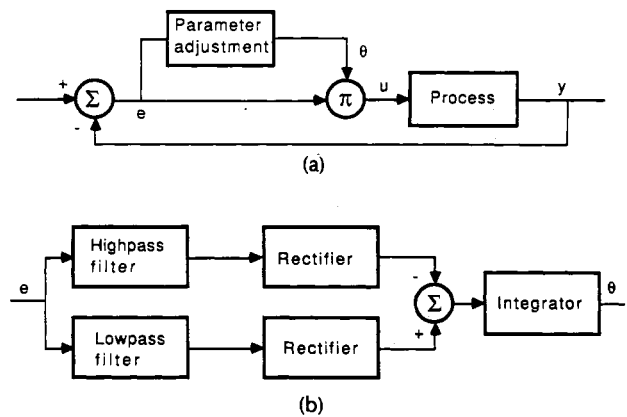 Parameter
adjustment
θ
+
Σ
e
π
u
Process
y
-
(a)
Highpass
filter
Rectifier
-
e
Σ
Integrator
θ
+
Lowpass
filter
Rectifier
(b)